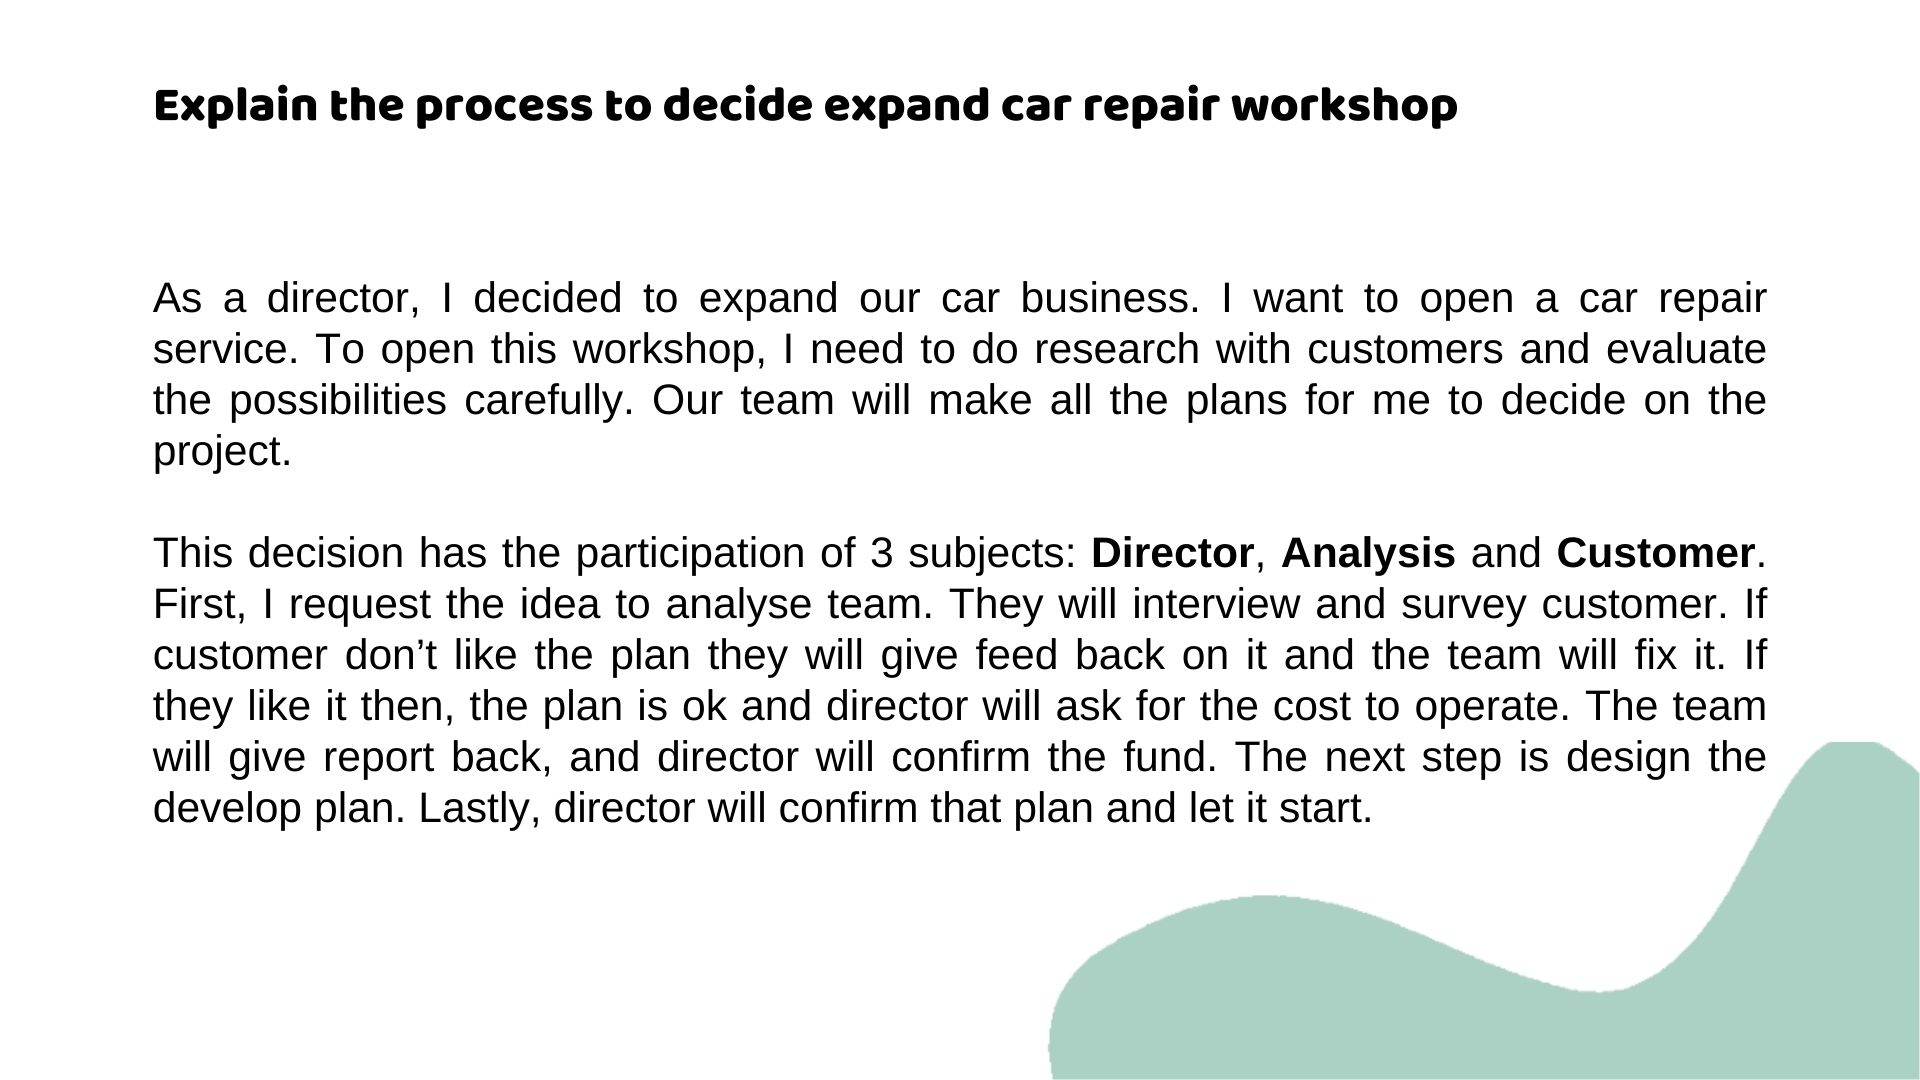 Explain the process to decide expand car repair workshop
As a director, I decided to expand our car business. I want to open a car repair
service. To open this workshop, I need to do research with customers and evaluate
the possibilities carefully. Our team will make all the plans for me to decide on the
project.
This decision has the participation of 3 subjects: Director, Analysis and Customer.
First, I request the idea to analyse team. They will interview and survey customer. If
customer don’t like the plan they will give feed back on it and the team will fix it. If
they like it then, the plan is ok and director will ask for the cost to operate. The team
will give report back, and director will confirm the fund. The next step is design the
develop plan. Lastly, director will confirm that plan and let it start.